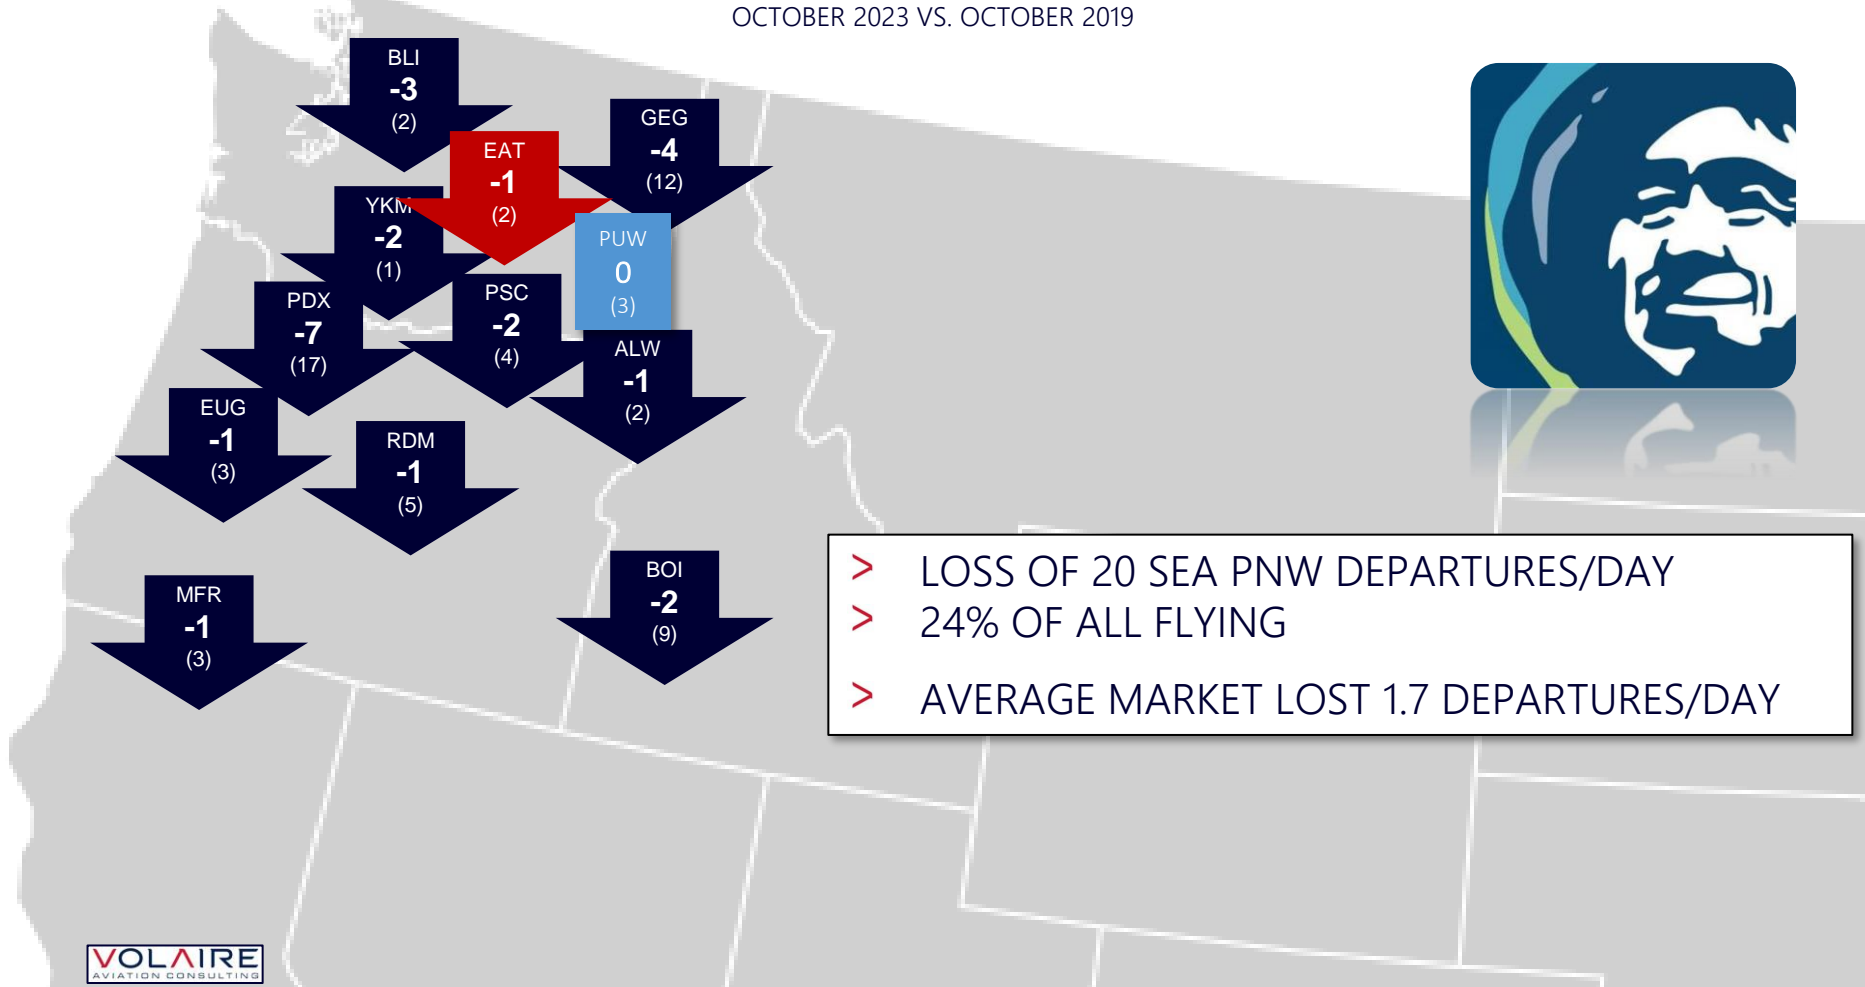 OCTOBER 2023 VS. OCTOBER 2019
BLI
-3
(2)
GEG
-4
(12)
EAT
-1
(2)
YKM
-2
(1)
PUW
0
(3)
PDX
-7
(17)
PSC
-2
(4)
ALW
-1
(2)
EUG
-1
(3)
RDM
-1
(5)
BOI
-2
(9)
MFR
-1
(3)
> LOSS OF 20 SEA PNW DEPARTURES/DAY
> 24% OF ALL FLYING
> AVERAGE MARKET LOST 1.7 DEPARTURES/DAY
VOLAIRE
AVIATION CONSULTING